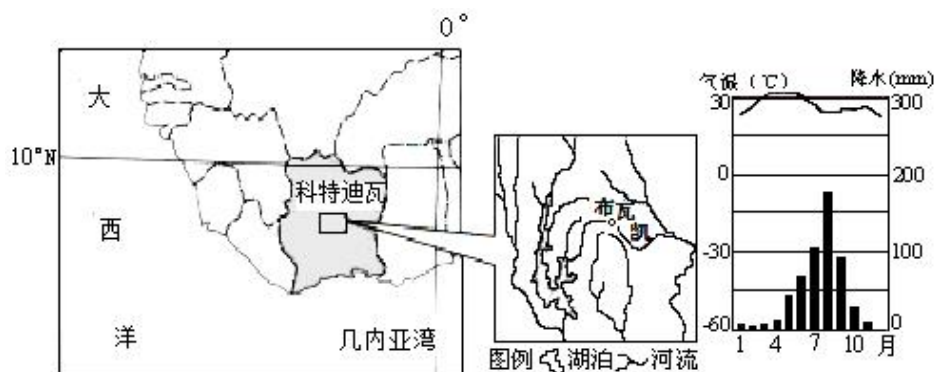 0°
大
西
洋
10°N
科特迪瓦
几内亚湾
布瓦凯
图例 湖泊 河流
气温(℃) 降水(mm)
30 300
0 200
-30 100
-60 0
1 4 7 10 月